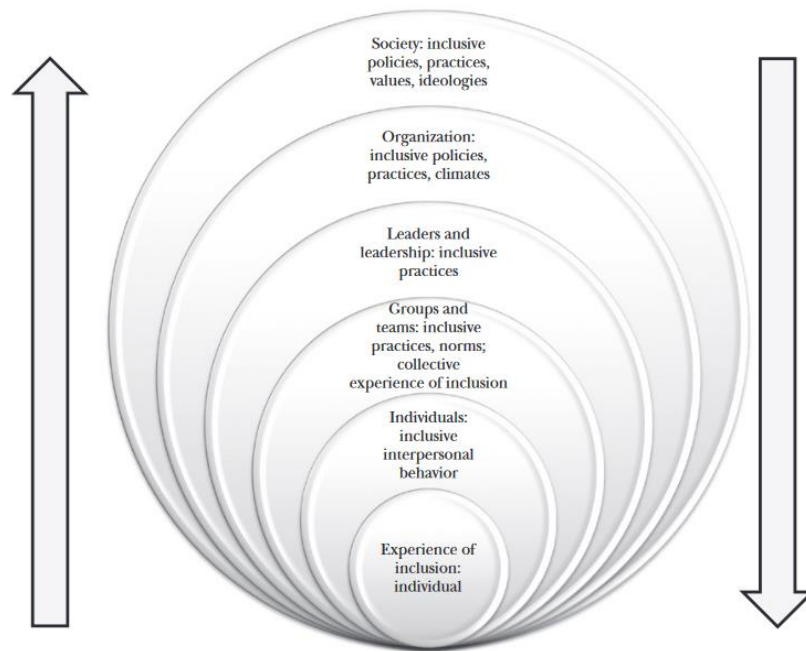 Society: inclusive
policies, practices,
values, ideologies
Organization:
inclusive policies,
practices, climates
Leaders and
leadership: inclusive
practices
Groups and
teams: inclusive
practices, norms;
collective
experience of inclusion
Individuals:
inclusive
interpersonal
behavior
Experience of
inclusion:
individual